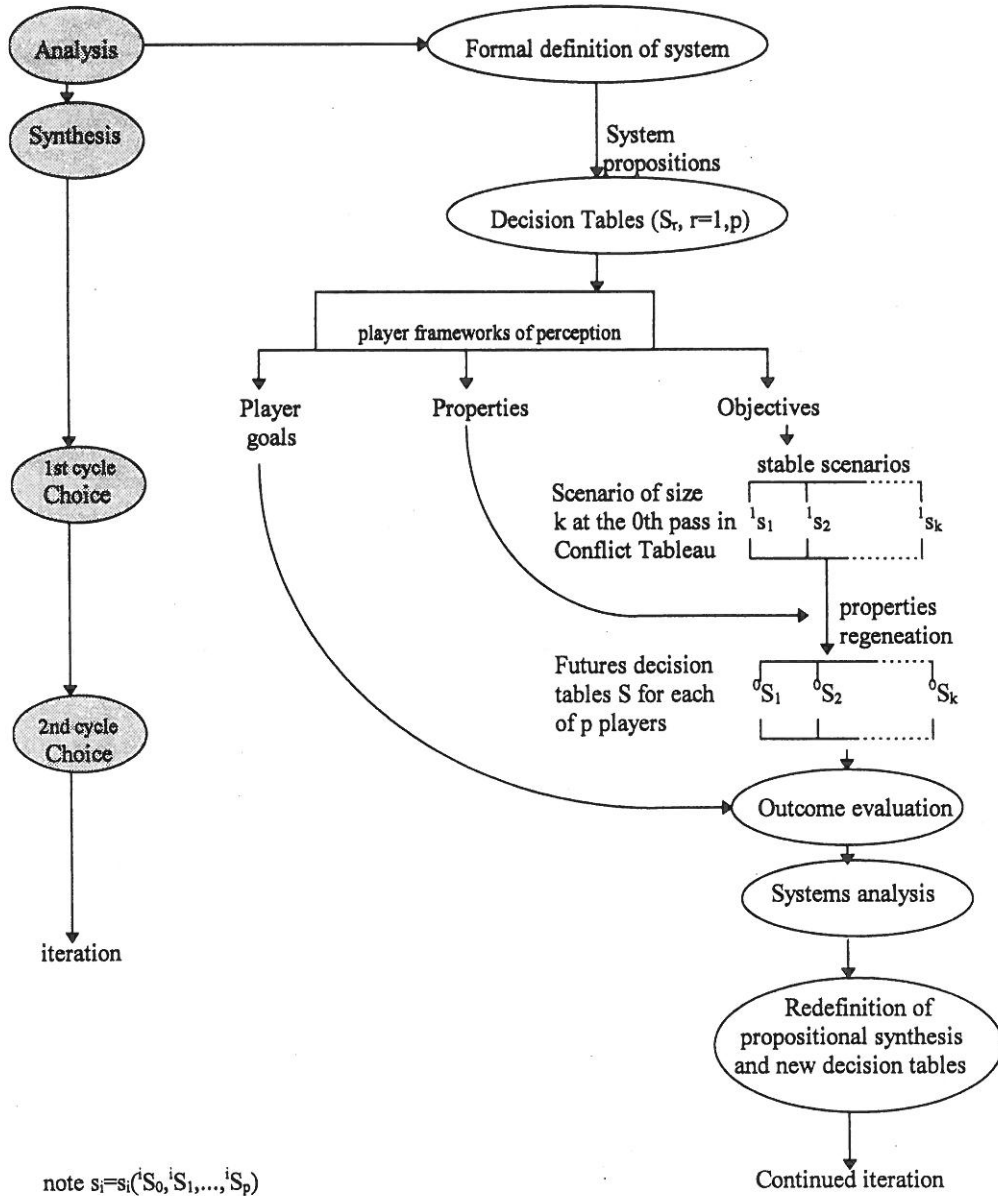 Analysis
Formal definition of system
Synthesis
System
propositions
Decision Tables (Sᵣ, r=1,p)
player frameworks of perception
Player
goals
Properties
Objectives
stable scenarios
1st cycle
Choice
Scenario of size
k at the 0th pass in
Conflict Tableau
¹s₁ ¹s₂ ¹sₖ
properties
regeneation
Futures decision
tables S for each
of p players
⁰S₁ ⁰S₂ ⁰Sₖ
2nd cycle
Choice
Outcome evaluation
Systems analysis
iteration
Redefinition of
propositional synthesis
and new decision tables
note sᵢ=sᵢ(ⁱS₀,ⁱS₁,...,ⁱSₚ)
Continued iteration